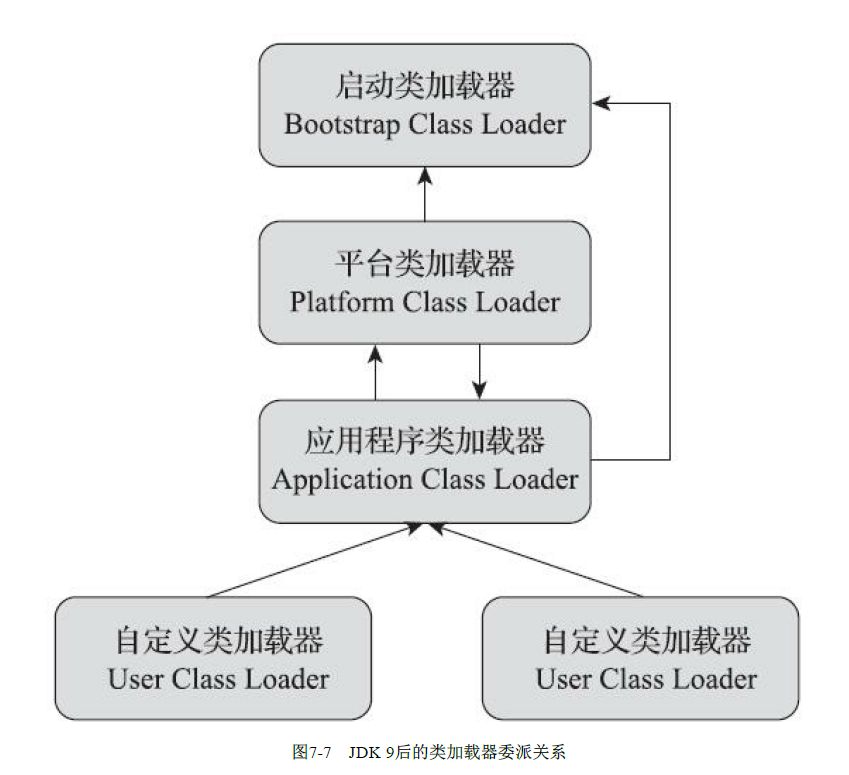 启动类加载器
Bootstrap Class Loader
平台类加载器
Platform Class Loader
应用程序类加载器
Application Class Loader
自定义类加载器
User Class Loader
自定义类加载器
User Class Loader
图7-7 JDK 9后的类加载器委派关系